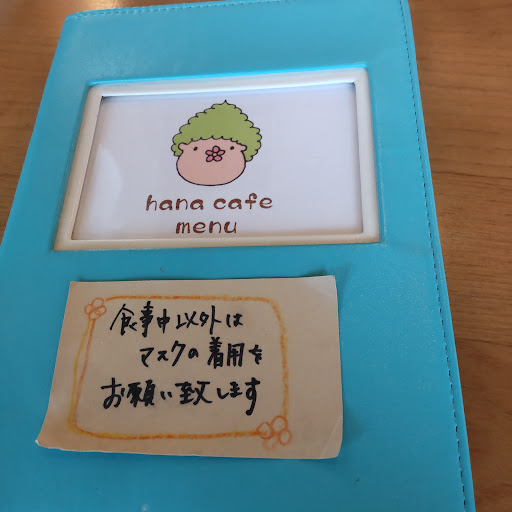 hana cafe
menu
食事中以外は
マスクの着用を
お願い致します